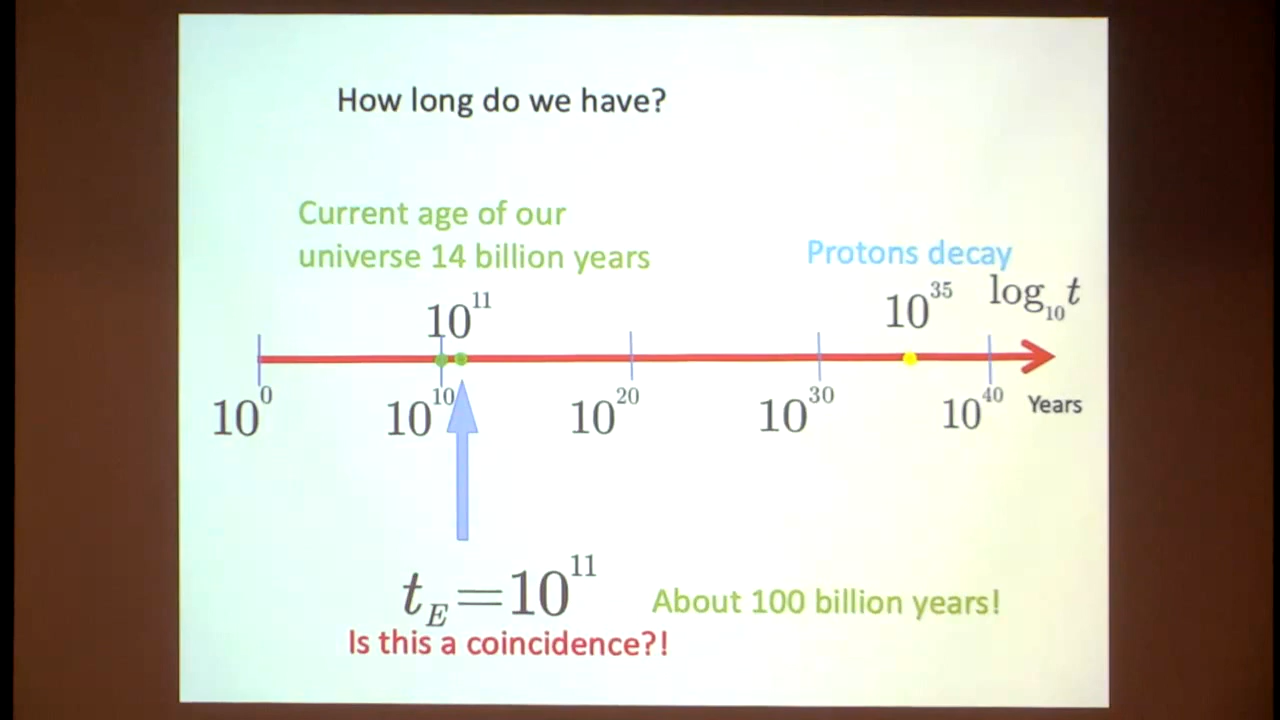 How long do we have?
Current age of our
universe 14 billion years
Protons decay
10^11
10^35
log_10 t
10^0
10^10
10^20
10^30
10^40
Years
t_E = 10^11
About 100 billion years!
Is this a coincidence?!